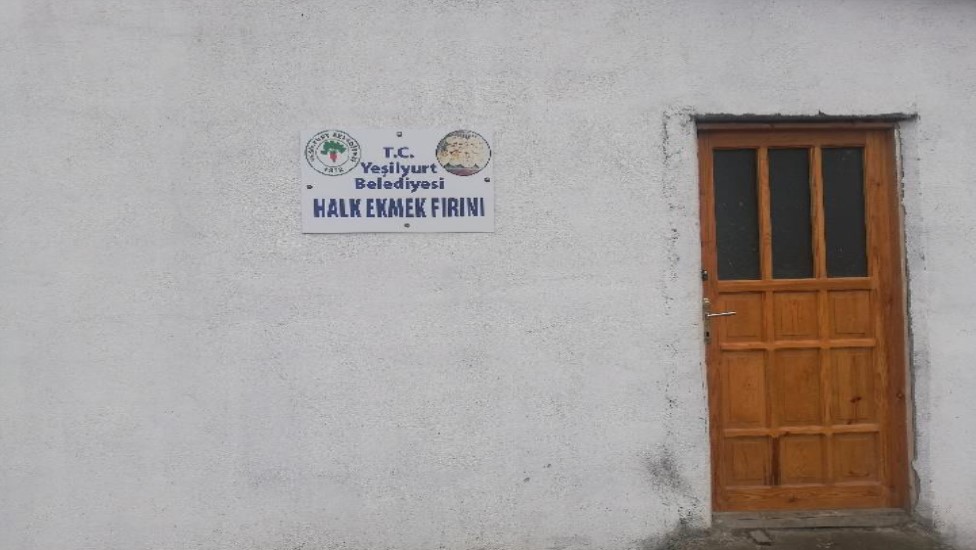 T.C.
Yeşilyurt
Belediyesi
HALK EKMEK FIRINI